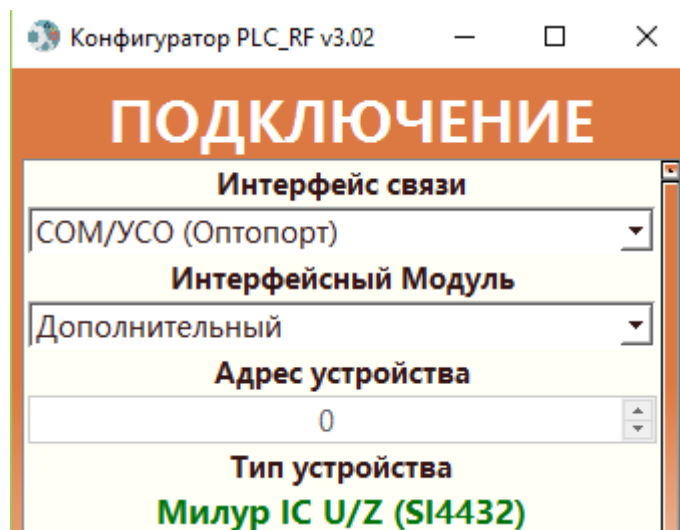 Конфигуратор PLC_RF v3.02
ПОДКЛЮЧЕНИЕ
Интерфейс связи
COM/УСО (Оптопорт)
Интерфейсный Модуль
Дополнительный
Адрес устройства
0
Тип устройства
Милур IC U/Z (SI4432)